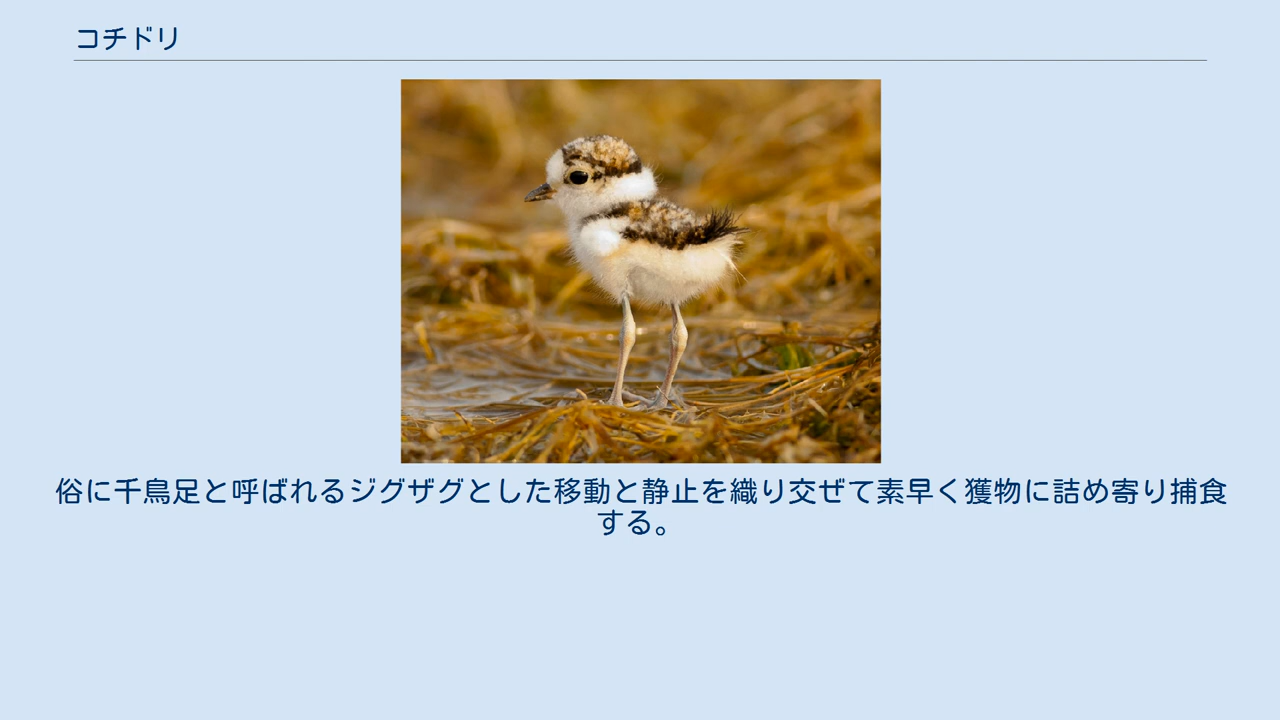 コチドリ
俗に千鳥足と呼ばれるジグザグとした移動と静止を織り交ぜて素早く獲物に詰め寄り捕食
する。